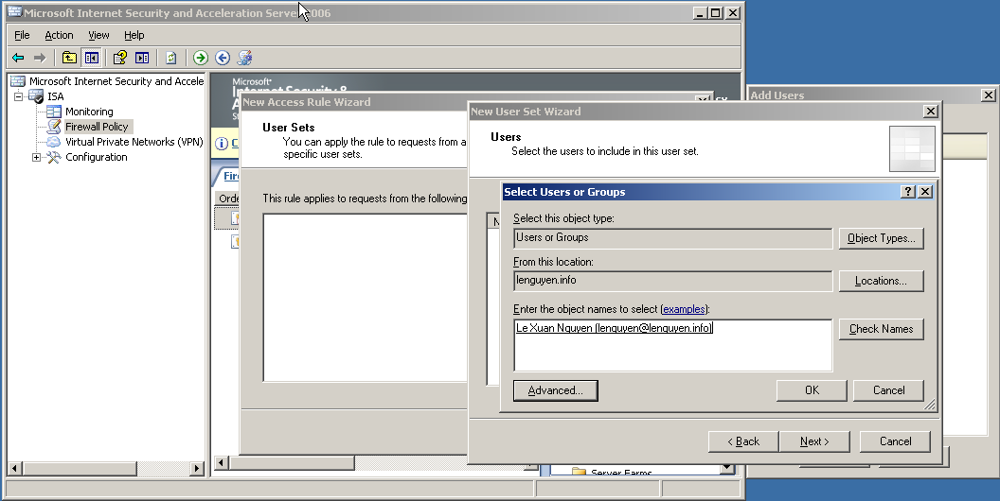 Microsoft Internet Security and Acceleration Server 2006
File Action View Help
Microsoft Internet Security and Accele
ISA
Monitoring
Firewall Policy
Virtual Private Networks (VPN)
Configuration
Microsoft
Internet Security &
New Access Rule Wizard
User Sets
You can apply the rule to requests from a
specific user sets.
This rule applies to requests from the following
Fir
Orde
New User Set Wizard
Users
Select the users to include in this user set.
Select Users or Groups
Select this object type:
Users or Groups
Object Types...
From this location:
lenguyen.info
Locations...
Enter the object names to select (examples):
Le Xuan Nguyen (lenguyen@lenguyen.info)
Check Names
Advanced...
OK
Cancel
< Back
Next >
Cancel
Add Users
Server Farms